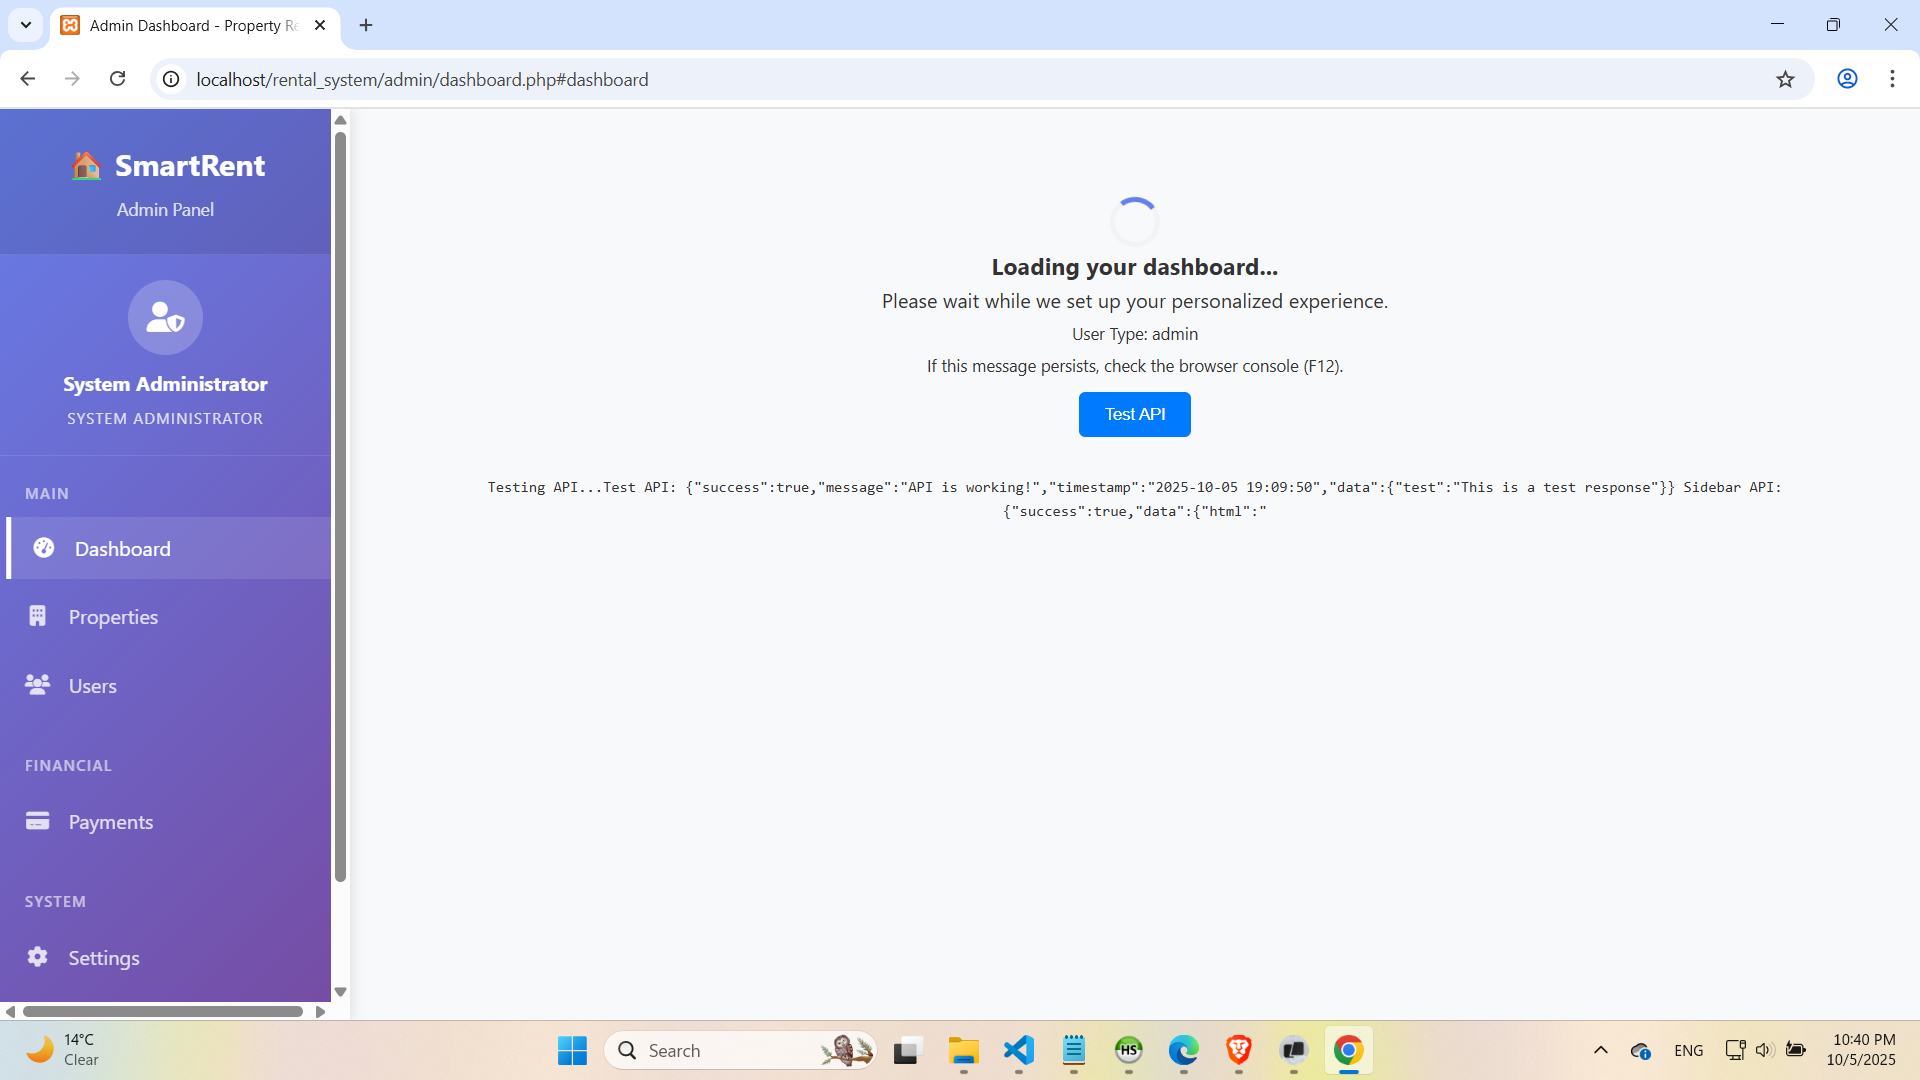 Admin Dashboard - Property Re
localhost/rental_system/admin/dashboard.php#dashboard
SmartRent
Admin Panel
System Administrator
SYSTEM ADMINISTRATOR
MAIN
Dashboard
Properties
Users
FINANCIAL
Payments
SYSTEM
Settings
Loading your dashboard...
Please wait while we set up your personalized experience.
User Type: admin
If this message persists, check the browser console (F12).
Test API
Testing API...Test API: {"success":true,"message":"API is working!","timestamp":"2025-10-05 19:09:50","data":{"test":"This is a test response"}} Sidebar API:
{"success":true,"data":{"html":"
14°C
Clear
Search
HS
ENG
10:40 PM
10/5/2025